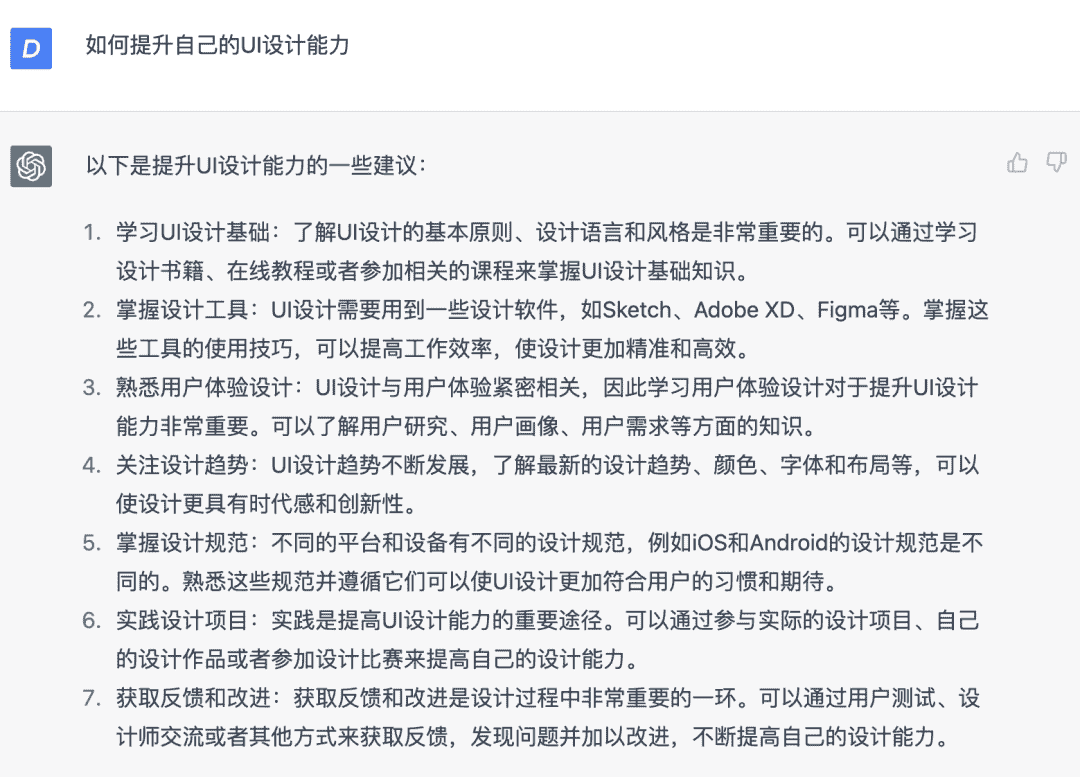 D
如何提升自己的UI设计能力
以下是提升UI设计能力的一些建议：
1. 学习UI设计基础：了解UI设计的基本原则、设计语言和风格是非常重要的。可以通过学习
设计书籍、在线教程或者参加相关的课程来掌握UI设计基础知识。
2. 掌握设计工具：UI设计需要用到一些设计软件，如Sketch、Adobe XD、Figma等。掌握这
些工具的使用技巧，可以提高工作效率，使设计更加精准和高效。
3. 熟悉用户体验设计：UI设计与用户体验紧密相关，因此学习用户体验设计对于提升UI设计
能力非常重要。可以了解用户研究、用户画像、用户需求等方面的知识。
4. 关注设计趋势：UI设计趋势不断发展，了解最新的设计趋势、颜色、字体和布局等，可以
使设计更具有时代感和创新性。
5. 掌握设计规范：不同的平台和设备有不同的设计规范，例如iOS和Android的设计规范是不
同的。熟悉这些规范并遵循它们可以使UI设计更加符合用户的习惯和期待。
6. 实践设计项目：实践是提高UI设计能力的重要途径。可以通过参与实际的设计项目、自己
的设计作品或者参加设计比赛来提高自己的设计能力。
7. 获取反馈和改进：获取反馈和改进是设计过程中非常重要的一环。可以通过用户测试、设
计师交流或者其他方式来获取反馈，发现问题并加以改进，不断提高自己的设计能力。